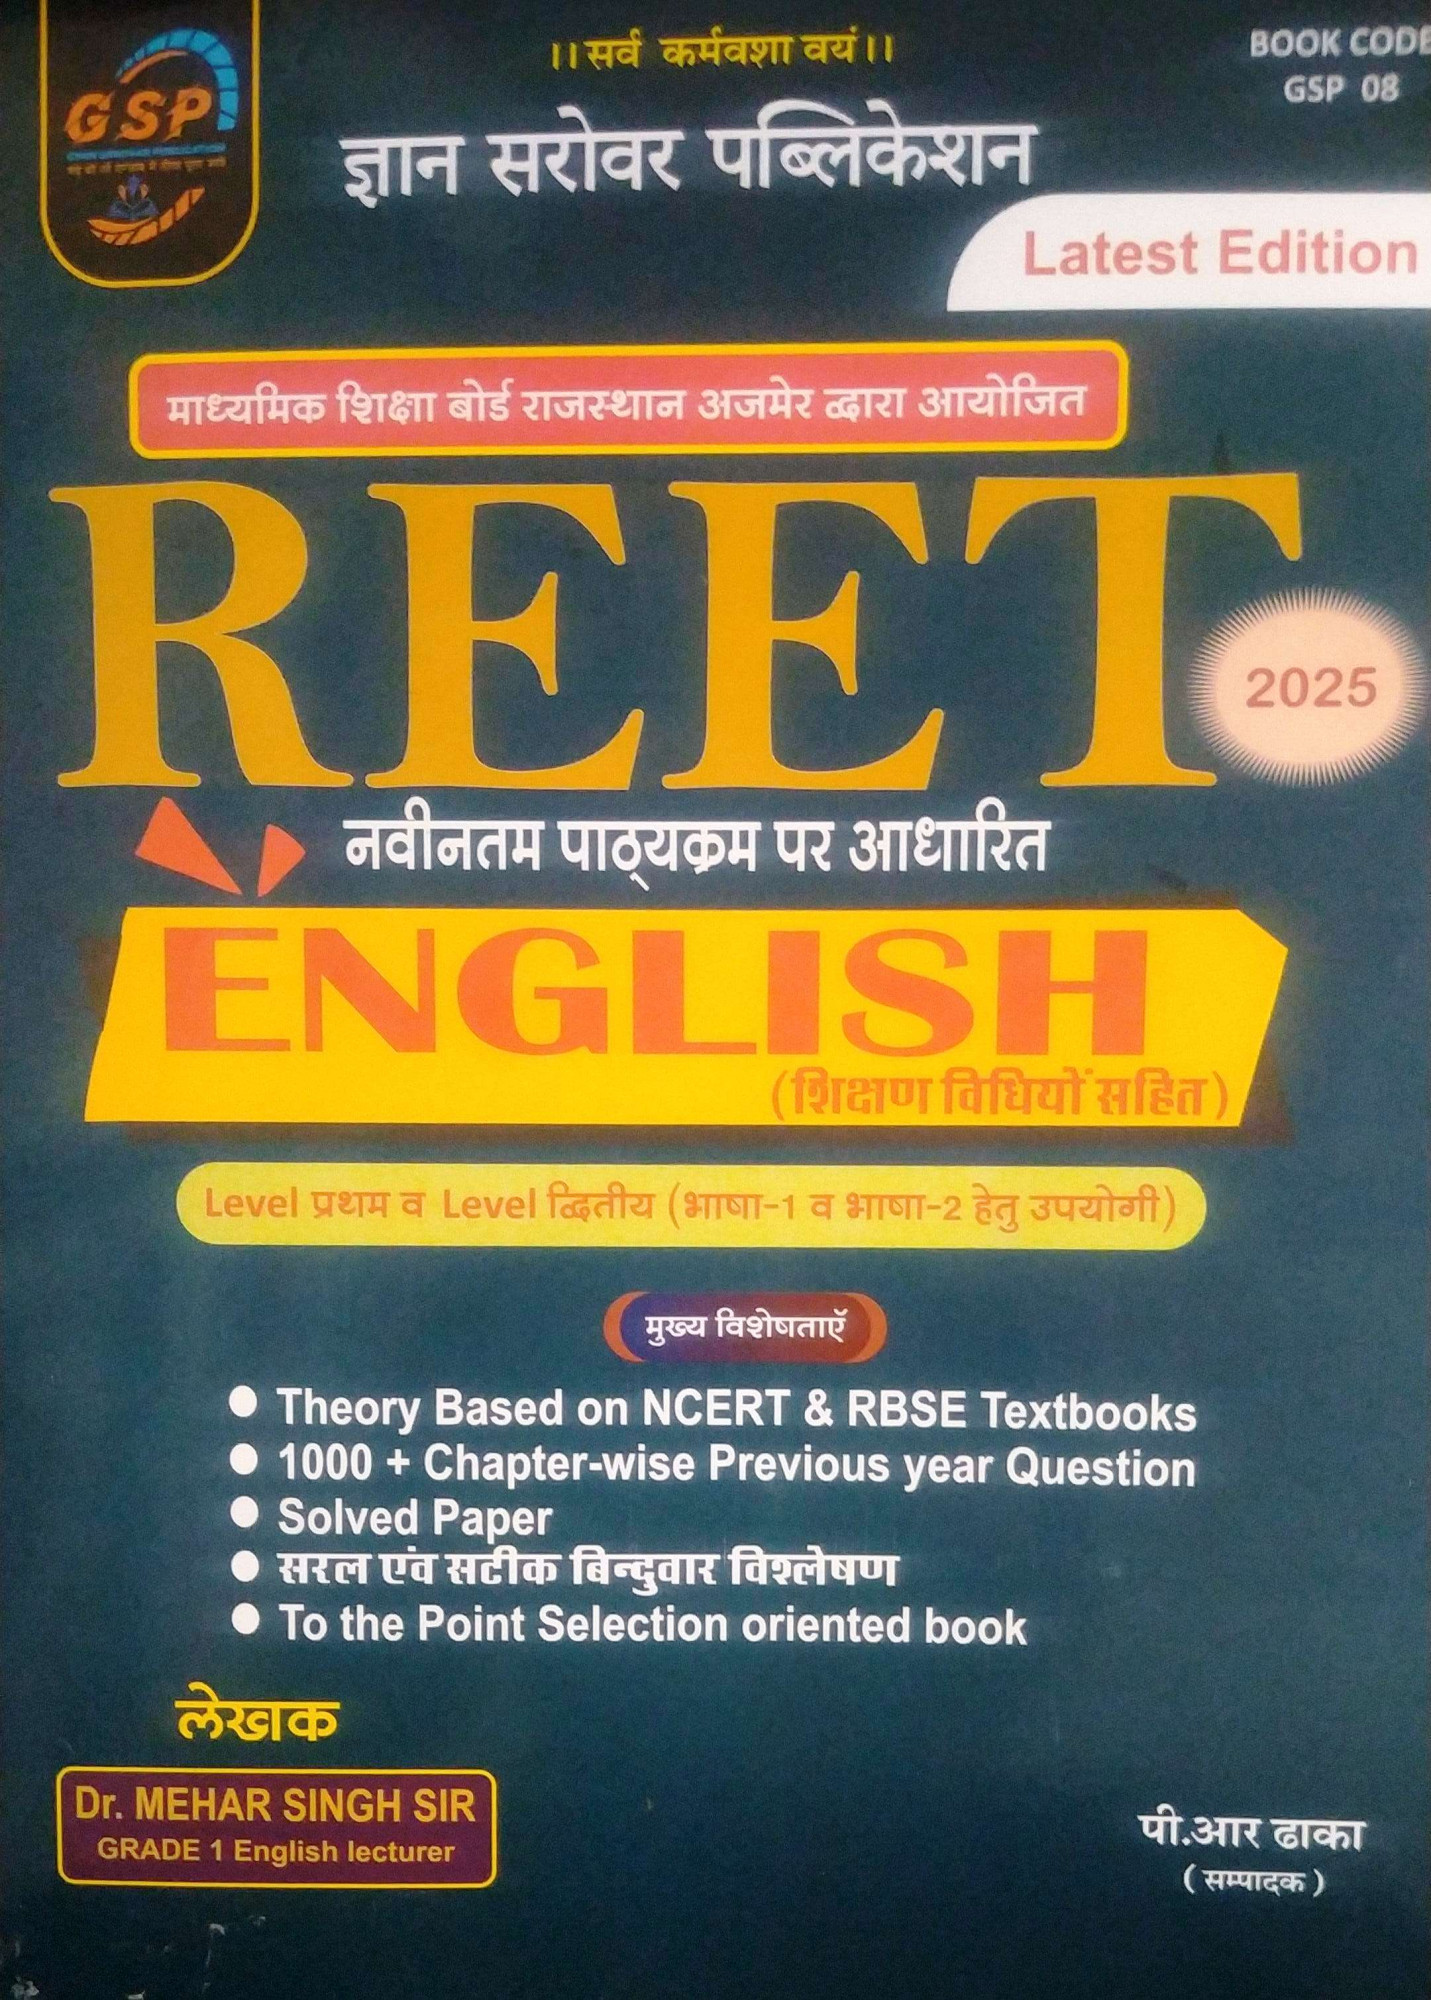 ।।सर्व कर्मवशा वयं।।
BOOK CODE
GSP 08
GSP
ज्ञान सरोवर पब्लिकेशन
Latest Edition
माध्यमिक शिक्षा बोर्ड राजस्थान अजमेर द्वारा आयोजित
REET
2025
नवीनतम पाठ्यक्रम पर आधारित
ENGLISH
(शिक्षण विधियों सहित)
Level प्रथम व Level द्वितीय (भाषा-1 व भाषा-2 हेतु उपयोगी)
मुख्य विशेषताऍ
● Theory Based on NCERT & RBSE Textbooks
● 1000 + Chapter-wise Previous year Question
● Solved Paper
● सरल एंव सटीक बिन्दुवार विश्लेषण
● To the Point Selection oriented book
लेखक
Dr. MEHAR SINGH SIR
GRADE 1 English lecturer
पी.आर ढाका
( सम्पादक )